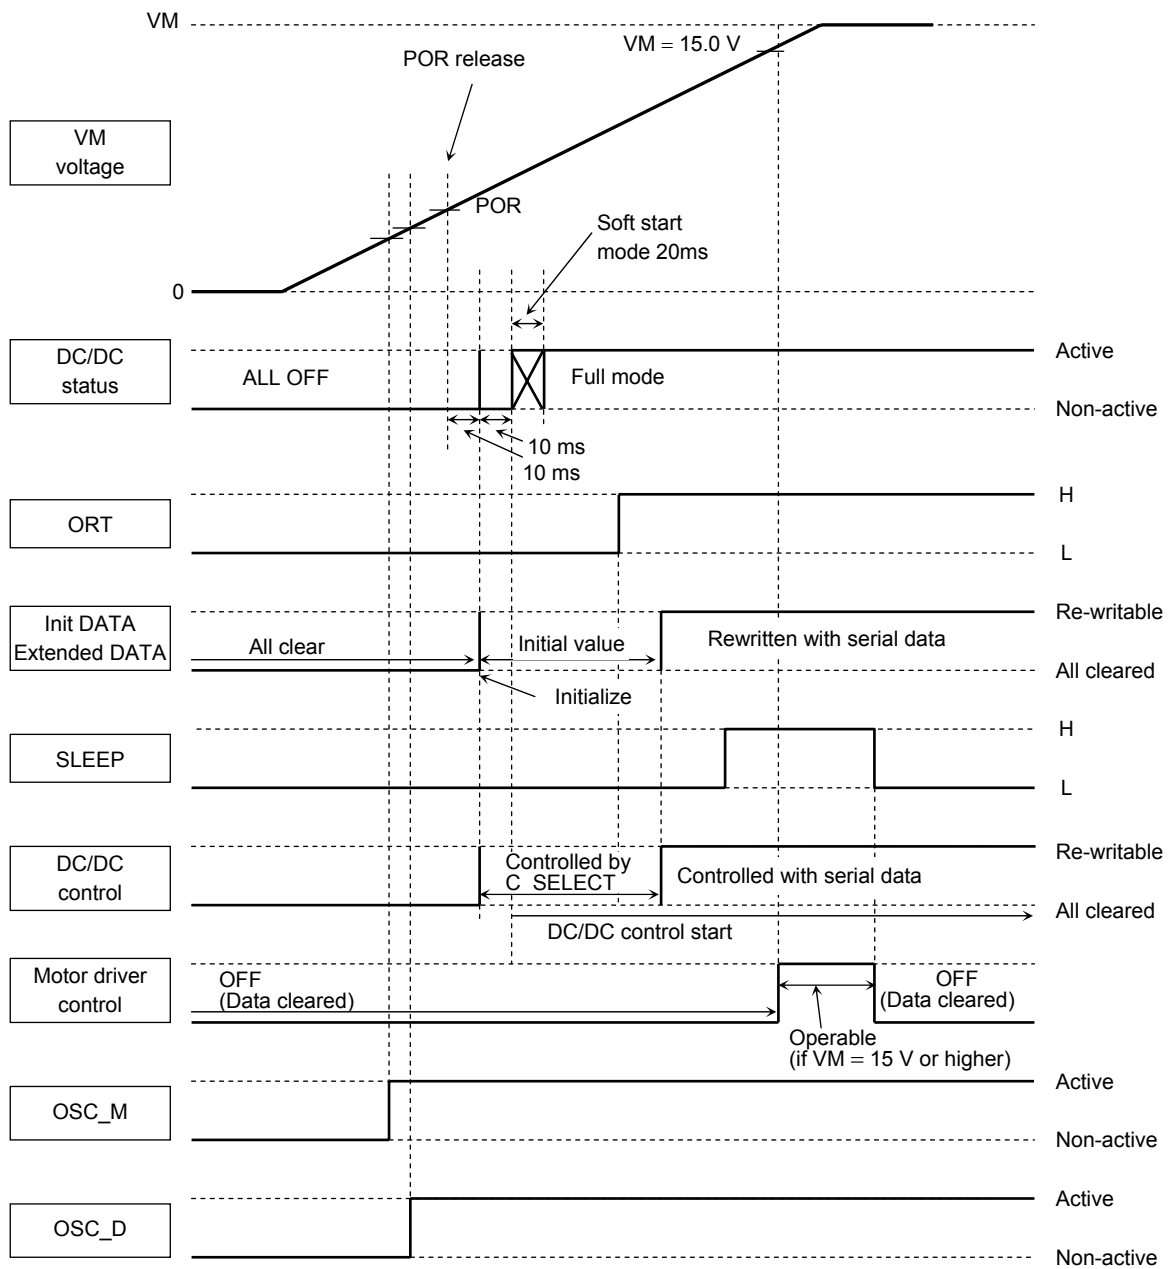 VM
VM = 15.0 V
POR release
VM
voltage
POR
Soft start
mode 20ms
0
DC/DC
status
ALL OFF
Full mode
Active
Non-active
10 ms
10 ms
ORT
H
L
Init DATA
Extended DATA
All clear
Initial value
Rewritten with serial data
Re-writable
All cleared
Initialize
SLEEP
H
L
DC/DC
control
Controlled by
C_SELECT
Controlled with serial data
Re-writable
All cleared
DC/DC control start
Motor driver
control
OFF
(Data cleared)
OFF
(Data cleared)
Operable
(if VM = 15 V or higher)
OSC_M
Active
Non-active
OSC_D
Active
Non-active